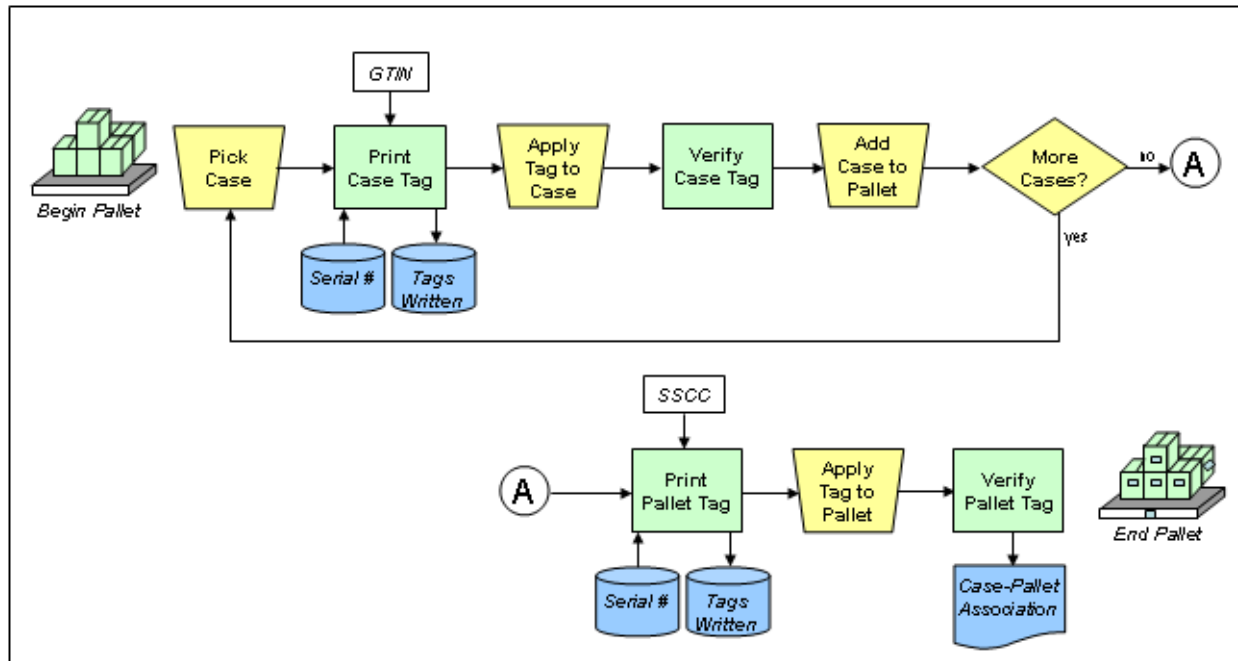 GTIN
Begin Pallet
Pick
Case
Print
Case Tag
Apply
Tag to
Case
Verify
Case Tag
Add
Case to
Pallet
More
Cases?
no
A
yes
Serial #
Tags
Written
SSCC
A
Print
Pallet Tag
Apply
Tag to
Pallet
Verify
Pallet Tag
End Pallet
Serial #
Tags
Written
Case-Pallet
Association